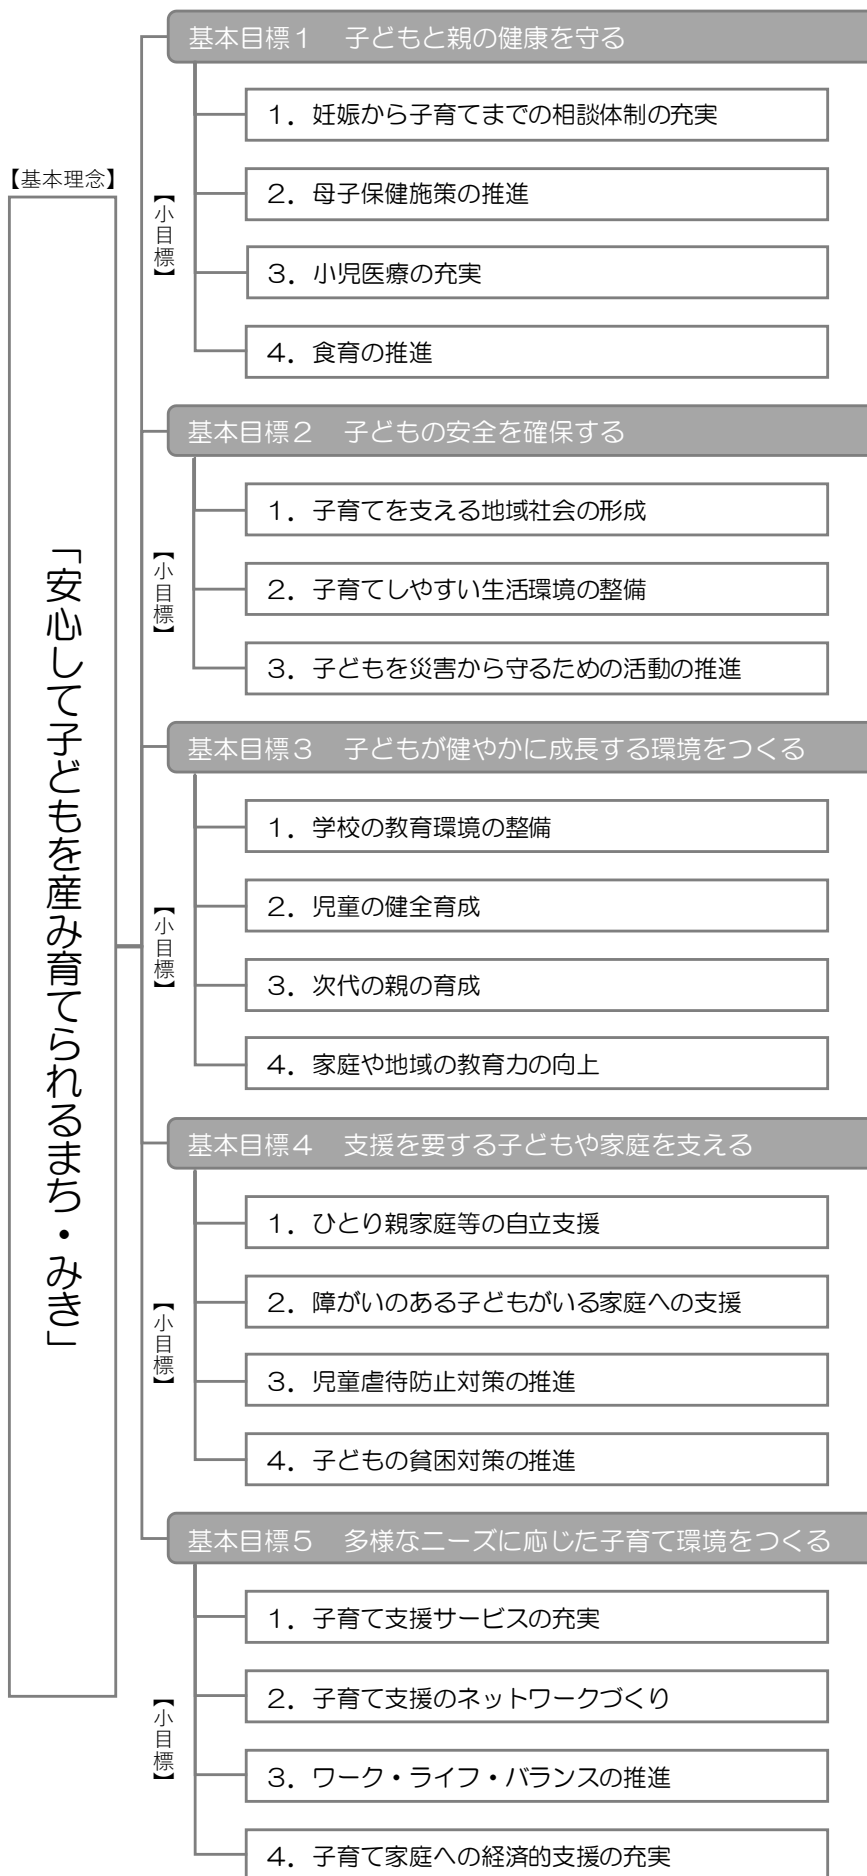 【基本理念】
「安心して子どもを産み育てられるまち・みき」
基本目標１　子どもと親の健康を守る
【小目標】
１．妊娠から子育てまでの相談体制の充実
２．母子保健施策の推進
３．小児医療の充実
４．食育の推進
基本目標２　子どもの安全を確保する
【小目標】
１．子育てを支える地域社会の形成
２．子育てしやすい生活環境の整備
３．子どもを災害から守るための活動の推進
基本目標３　子どもが健やかに成長する環境をつくる
【小目標】
１．学校の教育環境の整備
２．児童の健全育成
３．次代の親の育成
４．家庭や地域の教育力の向上
基本目標４　支援を要する子どもや家庭を支える
【小目標】
１．ひとり親家庭等の自立支援
２．障がいのある子どもがいる家庭への支援
３．児童虐待防止対策の推進
４．子どもの貧困対策の推進
基本目標５　多様なニーズに応じた子育て環境をつくる
【小目標】
１．子育て支援サービスの充実
２．子育て支援のネットワークづくり
３．ワーク・ライフ・バランスの推進
４．子育て家庭への経済的支援の充実